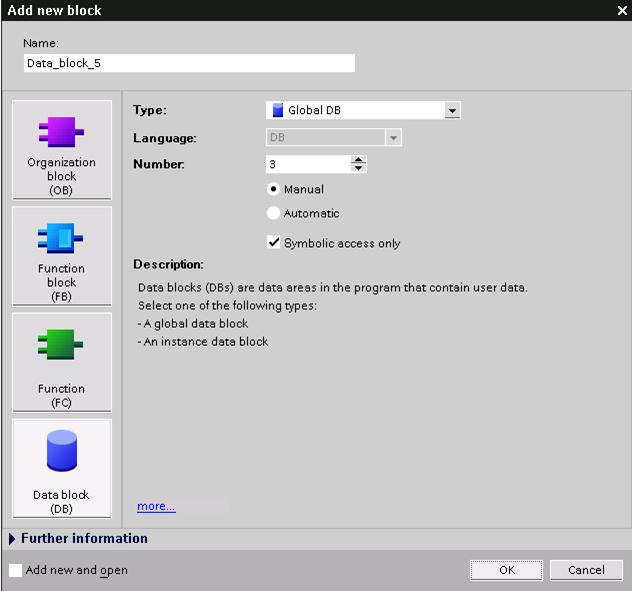 Add new block
Name:
Data_block_5
Organization
block
(OB)
Function
block
(FB)
Function
(FC)
Data block
(DB)
Type:
Global DB
Language:
DB
Number:
3
Manual
Automatic
Symbolic access only
Description:
Data blocks (DBs) are data areas in the program that contain user data.
Select one of the following types:
- A global data block
- An instance data block
more...
Further information
Add new and open
OK
Cancel